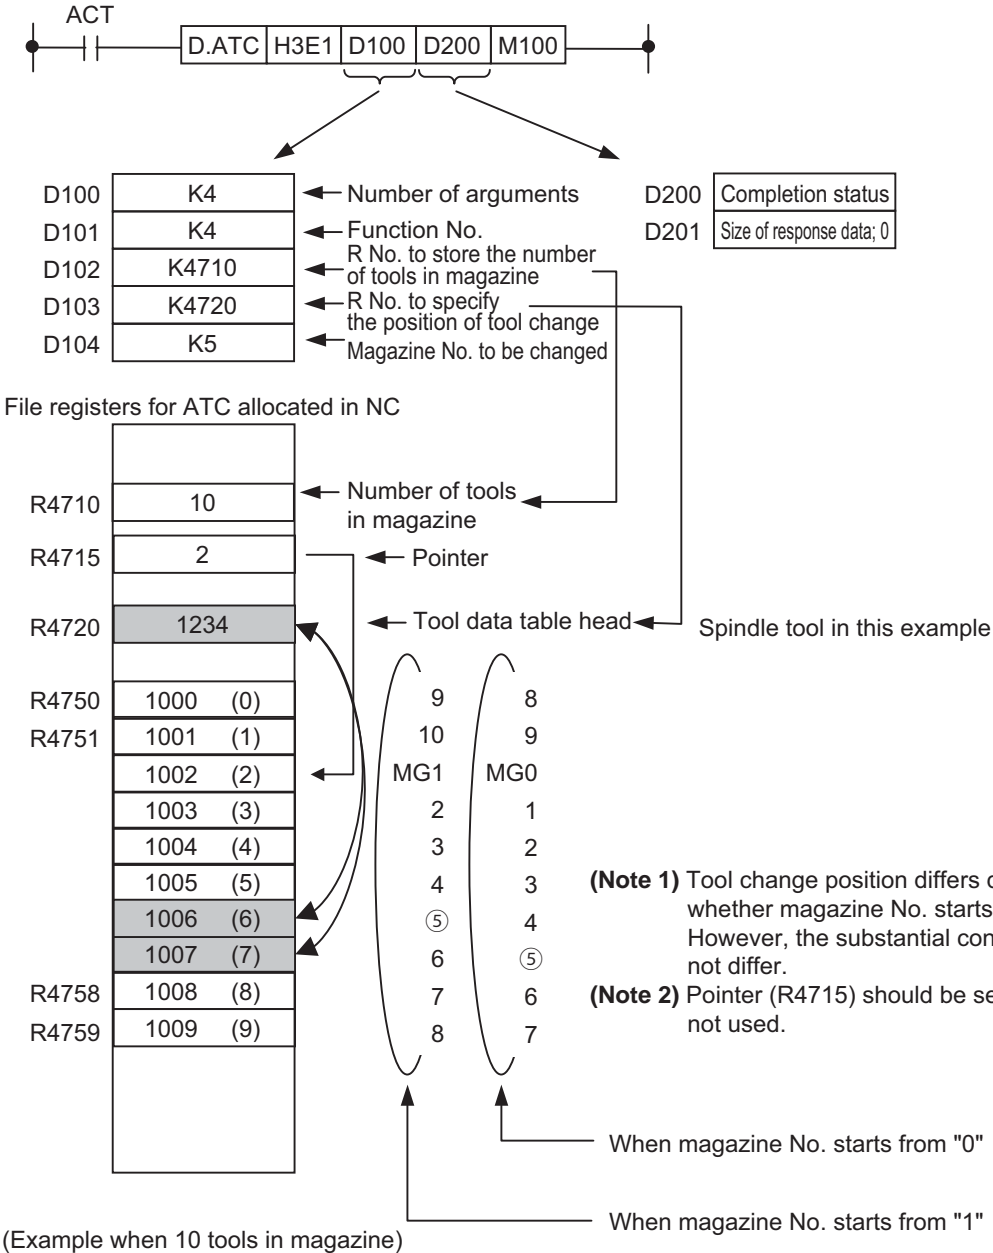 ACT
D.ATC H3E1 D100 D200 M100
D100 K4 Number of arguments
D101 K4 Function No.
D102 K4710 R No. to store the number
of tools in magazine
D103 K4720 R No. to specify
the position of tool change
D104 K5 Magazine No. to be changed
D200 Completion status
D201 Size of response data; 0
File registers for ATC allocated in NC
R4710 10 Number of tools
in magazine
R4715 2 Pointer
R4720 1234 Tool data table head Spindle tool in this example
R4750 1000 (0) 9 8
R4751 1001 (1) 10 9
1002 (2) MG1 MG0
1003 (3) 2 1
1004 (4) 3 2
1005 (5) 4 3
1006 (6) ⑤ 4
1007 (7) 6 ⑤
R4758 1008 (8) 7 6
R4759 1009 (9) 8 7
(Note 1) Tool change position differs
whether magazine No. starts
However, the substantial
not differ.
(Note 2) Pointer (R4715) should be
not used.
When magazine No. starts from "0"
When magazine No. starts from "1"
(Example when 10 tools in magazine)